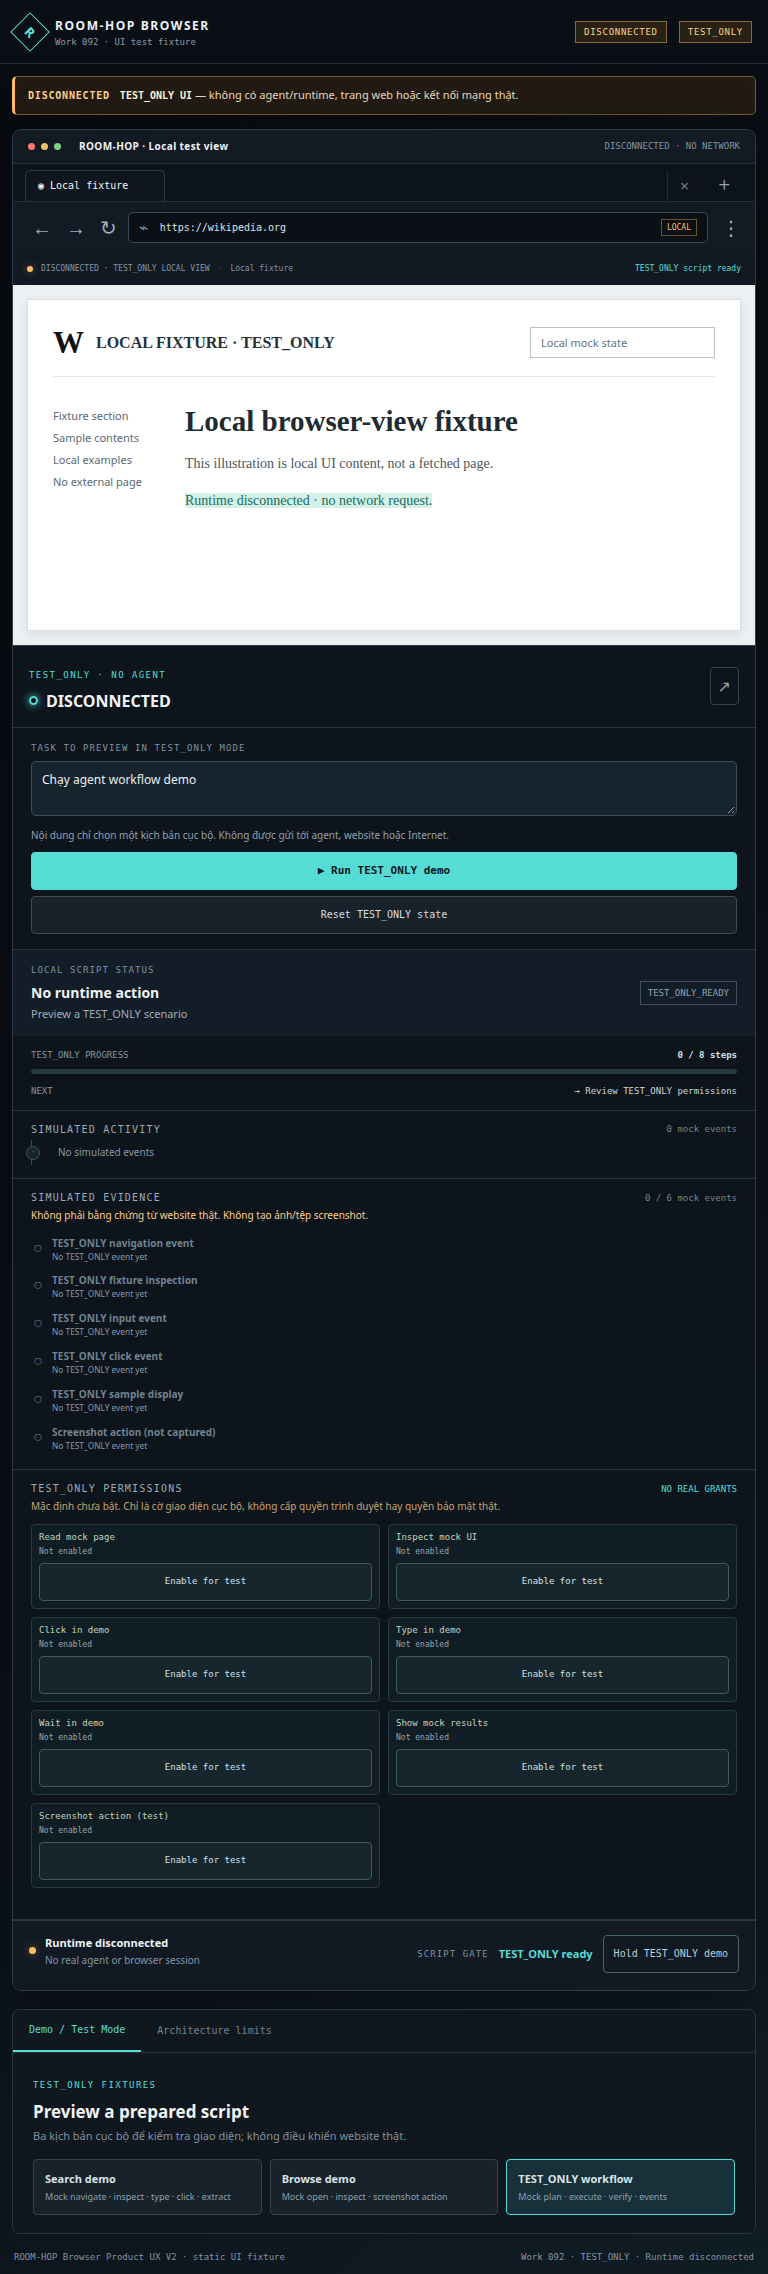 R
ROOM-HOP BROWSER
Work 092 · UI test fixture
DISCONNECTED
TEST_ONLY
DISCONNECTED TEST_ONLY UI — không có agent/runtime, trang web hoặc kết nối mạng thật.
ROOM-HOP · Local test view
DISCONNECTED · NO NETWORK
◉ Local fixture
×
+
← → ↻
⌁ https://wikipedia.org
LOCAL
⋮
DISCONNECTED · TEST_ONLY LOCAL VIEW · Local fixture
TEST_ONLY script ready
W LOCAL FIXTURE · TEST_ONLY
Local mock state
Fixture section
Sample contents
Local examples
No external page
Local browser-view fixture
This illustration is local UI content, not a fetched page.
Runtime disconnected · no network request.
TEST_ONLY · NO AGENT
DISCONNECTED
↗
TASK TO PREVIEW IN TEST_ONLY MODE
Chạy agent workflow demo
Nội dung chỉ chọn một kịch bản cục bộ. Không được gửi tới agent, website hoặc Internet.
▶ Run TEST_ONLY demo
Reset TEST_ONLY state
LOCAL SCRIPT STATUS
No runtime action
Preview a TEST_ONLY scenario
TEST_ONLY_READY
TEST_ONLY PROGRESS
0 / 8 steps
NEXT
→ Review TEST_ONLY permissions
SIMULATED ACTIVITY
0 mock events
No simulated events
SIMULATED EVIDENCE
0 / 6 mock events
Không phải bằng chứng từ website thật. Không tạo ảnh/tệp screenshot.
○ TEST_ONLY navigation event
No TEST_ONLY event yet
○ TEST_ONLY fixture inspection
No TEST_ONLY event yet
○ TEST_ONLY input event
No TEST_ONLY event yet
○ TEST_ONLY click event
No TEST_ONLY event yet
○ TEST_ONLY sample display
No TEST_ONLY event yet
○ Screenshot action (not captured)
No TEST_ONLY event yet
TEST_ONLY PERMISSIONS
NO REAL GRANTS
Mặc định chưa bật. Chỉ là cờ giao diện cục bộ, không cấp quyền trình duyệt hay quyền bảo mật thật.
Read mock page
Not enabled
Enable for test
Inspect mock UI
Not enabled
Enable for test
Click in demo
Not enabled
Enable for test
Type in demo
Not enabled
Enable for test
Wait in demo
Not enabled
Enable for test
Show mock results
Not enabled
Enable for test
Screenshot action (test)
Not enabled
Enable for test
Runtime disconnected
No real agent or browser session
SCRIPT GATE TEST_ONLY ready
Hold TEST_ONLY demo
Demo / Test Mode
Architecture limits
TEST_ONLY FIXTURES
Preview a prepared script
Ba kịch bản cục bộ để kiểm tra giao diện; không điều khiển website thật.
Search demo
Mock navigate · inspect · type · click · extract
Browse demo
Mock open · inspect · screenshot action
TEST_ONLY workflow
Mock plan · execute · verify · events
ROOM-HOP Browser Product UX V2 · static UI fixture
Work 092 · TEST_ONLY · Runtime disconnected